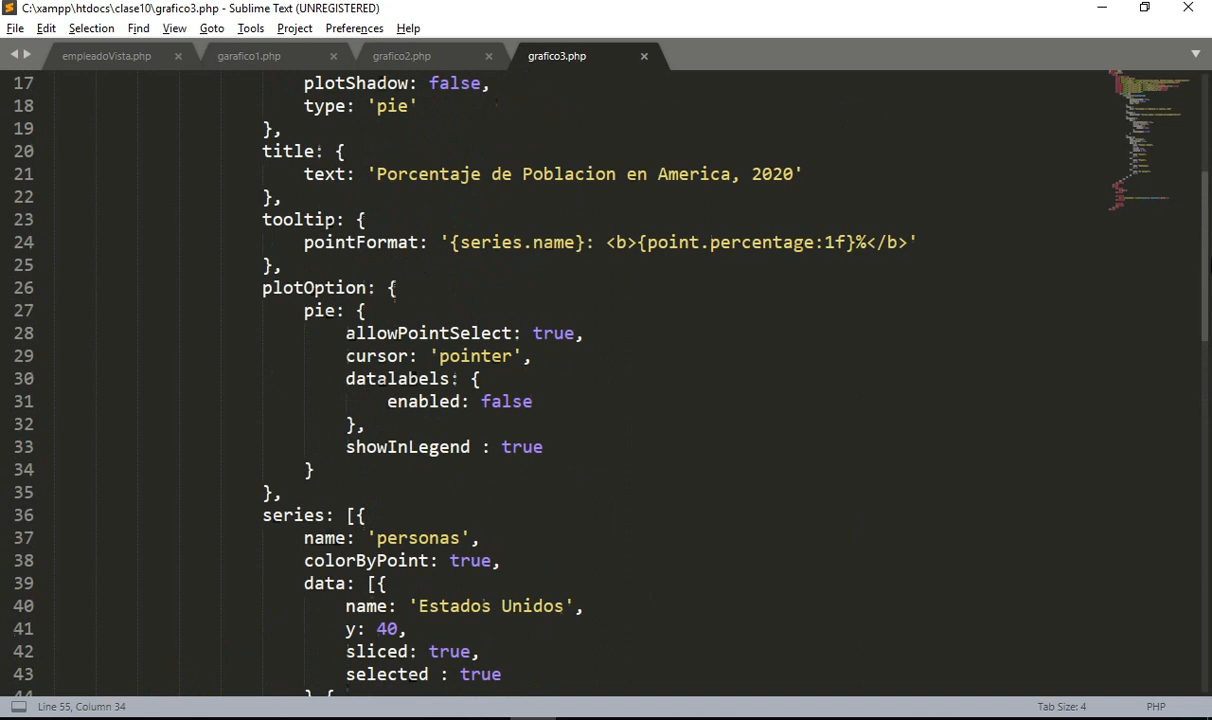 C:\xampp\htdocs\clase10\grafico3.php - Sublime Text (UNREGISTERED)
File Edit Selection Find View Goto Tools Project Preferences Help
empleadoVista.php garafico1.php grafico2.php grafico3.php
17 plotShadow: false,
18 type: 'pie'
19 },
20 title: {
21 text: 'Porcentaje de Poblacion en America, 2020'
22 },
23 tooltip: {
24 pointFormat: '{series.name}: <b>{point.percentage:1f}%</b>'
25 },
26 plotOption: {
27 pie: {
28 allowPointSelect: true,
29 cursor: 'pointer',
30 datalabels: {
31 enabled: false
32 },
33 showInLegend : true
34 }
35 },
36 series: [{
37 name: 'personas',
38 colorByPoint: true,
39 data: [{
40 name: 'Estados Unidos',
41 y: 40,
42 sliced: true,
43 selected : true
44 },{
Line 55, Column 34 Tab Size: 4 PHP